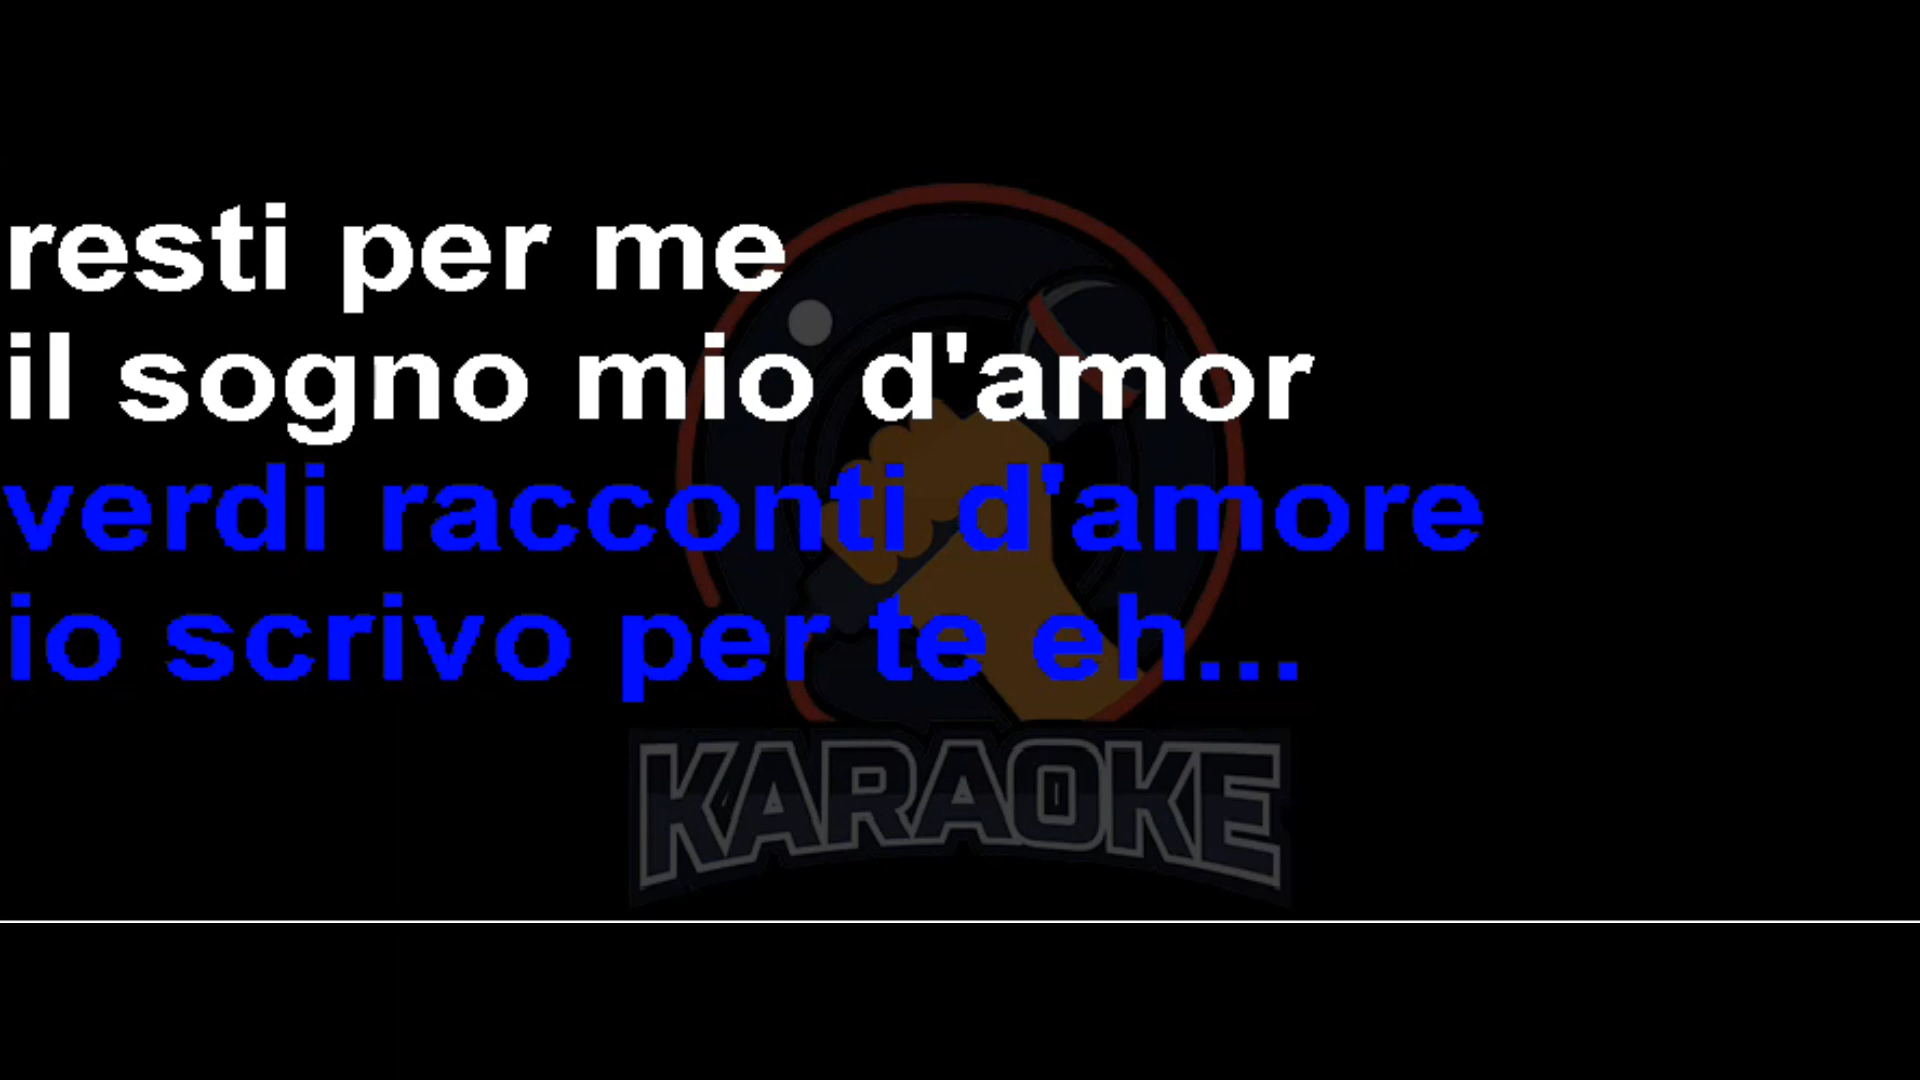 resti per me
il sogno mio d'amor
verdi racconti d'amore
io scrivo per te eh...
KARAOKE